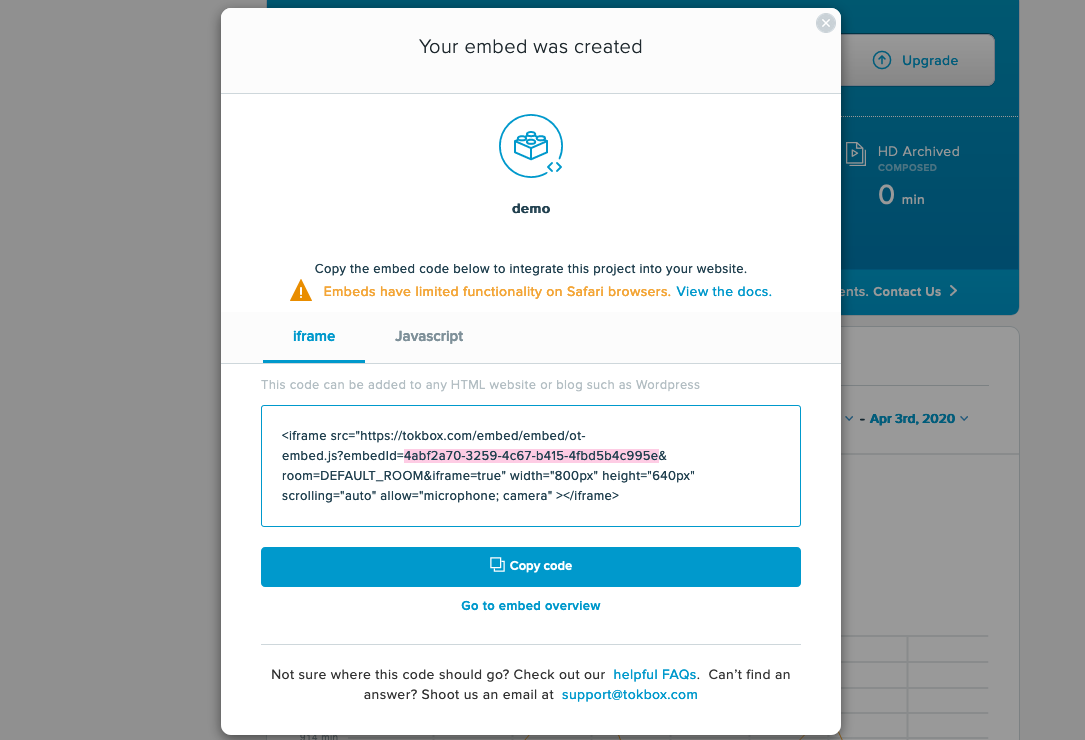 Your embed was created
Upgrade
HD Archived
COMPOSED
0 min
demo
Copy the embed code below to integrate this project into your website.
Embeds have limited functionality on Safari browsers. View the docs.
ents. Contact Us
iframe
Javascript
This code can be added to any HTML website or blog such as Wordpress
- Apr 3rd, 2020
<iframe src="https://tokbox.com/embed/embed/ot-
embed.js?embedId=4abf2a70-3259-4c67-b415-4fbd5b4c995e&
room=DEFAULT_ROOM&iframe=true" width="800px" height="640px"
scrolling="auto" allow="microphone; camera" ></iframe>
Copy code
Go to embed overview
Not sure where this code should go? Check out our helpful FAQs. Can't find an
answer? Shoot us an email at support@tokbox.com